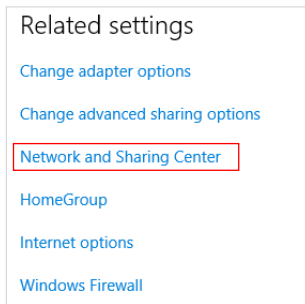 Related settings
Change adapter options
Change advanced sharing options
Network and Sharing Center
HomeGroup
Internet options
Windows Firewall